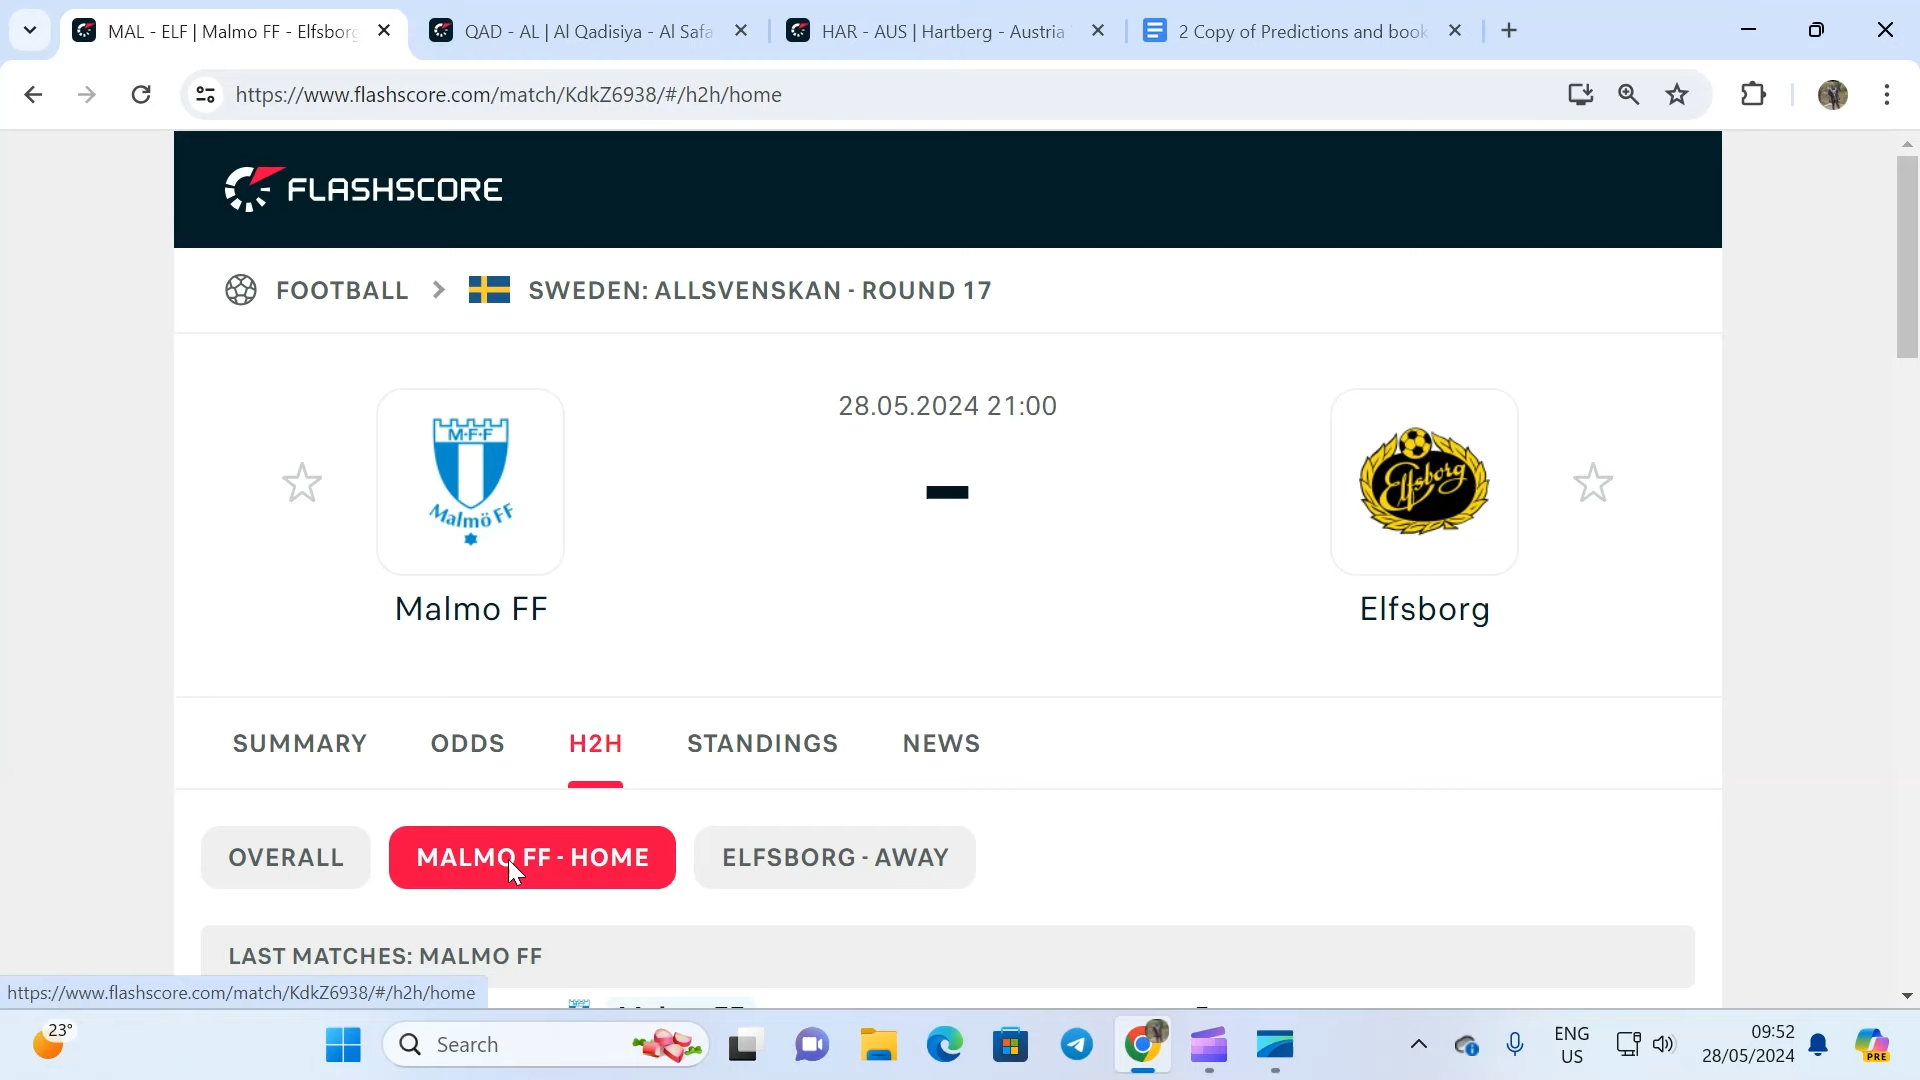 MAL - ELF | Malmo FF - Elfsborg
QAD - AL | Al Qadisiya - Al Safa
HAR - AUS | Hartberg - Austria
2 Copy of Predictions and book
https://www.flashscore.com/match/KdkZ6938/#/h2h/home
FLASHSCORE
FOOTBALL > SWEDEN: ALLSVENSKAN - ROUND 17
28.05.2024 21:00
M·F·F
Malmö FF
Elfsborg
-
Malmo FF
Elfsborg
SUMMARY ODDS H2H STANDINGS NEWS
OVERALL MALMO FF - HOME ELFSBORG - AWAY
LAST MATCHES: MALMO FF
https://www.flashscore.com/match/KdkZ6938/#/h2h/home
23°
Search
ENG
US
09:52
28/05/2024
PRE